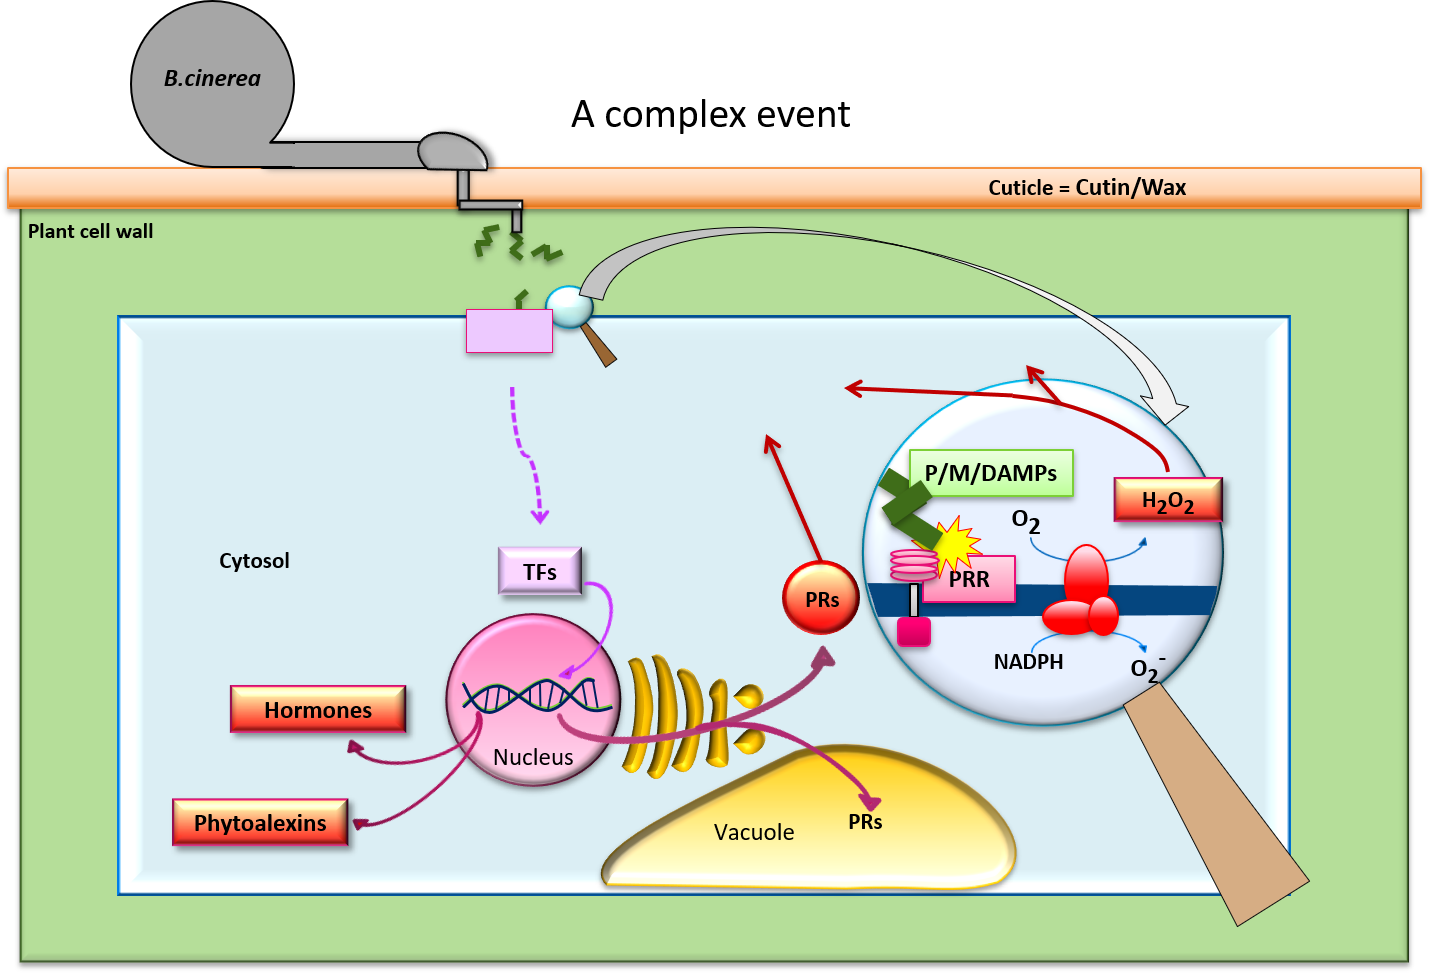 B.cinerea
A complex event
Cuticle = Cutin/Wax
Plant cell wall
P/M/DAMPs
H₂O₂
O₂
Cytosol
TFs
PRR
PRs
NADPH
O₂⁻
Hormones
Nucleus
Phytoalexins
Vacuole
PRs